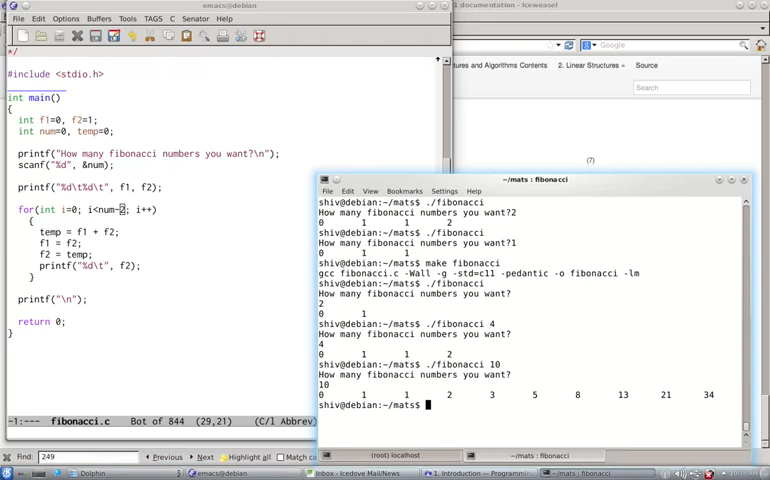 emacs@debian
1 documentation - Iceweasel
File Edit Options Buffers Tools TAGS C Senator Help
Google
*/
#include <stdio.h>
int main()
{
int f1=0, f2=1;
int num=0, temp=0;
printf("How many fibonacci numbers you want?\n");
scanf("%d", &num);
printf("%d\t%d\t", f1, f2);
for(int i=0; i<num-2; i++)
{
temp = f1 + f2;
f1 = f2;
f2 = temp;
printf("%d\t", f2);
}
printf("\n");
return 0;
}
-1:--- fibonacci.c Bot of 844 (29,21) (C/l Abbrev)
tures and Algorithms Contents 2. Linear Structures » Source
Search
(7)
~/mats : fibonacci
File Edit View Bookmarks Settings Help
shiv@debian:~/mats$ ./fibonacci
How many fibonacci numbers you want?2
0 1 1 2
shiv@debian:~/mats$ ./fibonacci
How many fibonacci numbers you want?1
0 1 1
shiv@debian:~/mats$ make fibonacci
gcc fibonacci.c -Wall -g -std=c11 -pedantic -o fibonacci -lm
shiv@debian:~/mats$ ./fibonacci
How many fibonacci numbers you want?
2
0 1
shiv@debian:~/mats$ ./fibonacci 4
How many fibonacci numbers you want?
4
0 1 1 2
shiv@debian:~/mats$ ./fibonacci 10
How many fibonacci numbers you want?
10
0 1 1 2 3 5 8 13 21 34
shiv@debian:~/mats$
(root) localhost
~/mats : fibonacci
Find: 249 Previous Next Highlight all Match ca
Dolphin
emacs@debian
Inbox - Icedove Mail/News
1. Introduction — Programmin
~/mats : fibonacci